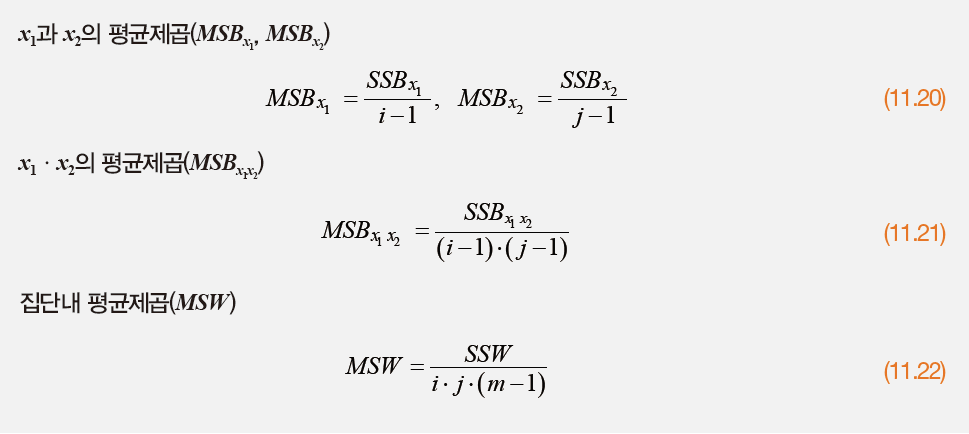 x₁과 x₂의 평균제곱(MSBₓ₁, MSBₓ₂)
MSBₓ₁ = SSBₓ₁ / (i−1), MSBₓ₂ = SSBₓ₂ / (j−1) (11.20)
x₁ · x₂의 평균제곱(MSBₓ₁ₓ₂)
MSBₓ₁ ₓ₂ = SSBₓ₁ ₓ₂ / (i−1)·(j−1) (11.21)
집단내 평균제곱(MSW)
MSW = SSW / i·j·(m−1) (11.22)